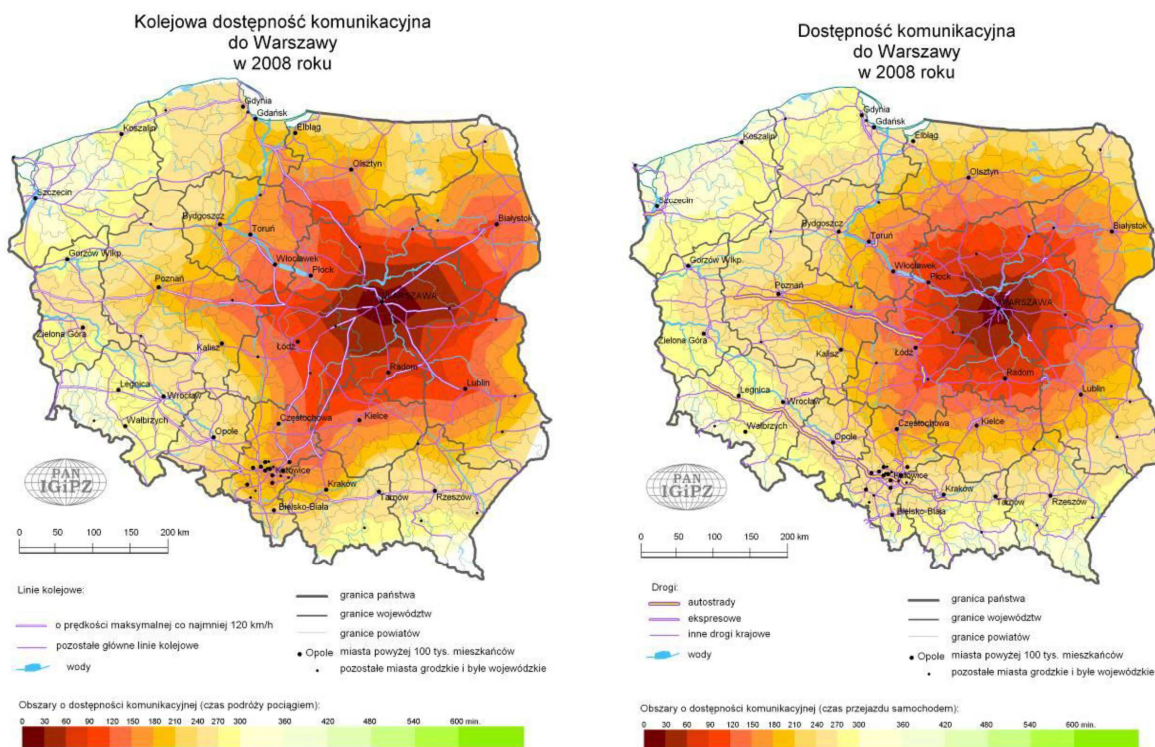 Kolejowa dostępność komunikacyjna
do Warszawy
w 2008 roku
Gdynia
Gdańsk
Koszalin
Elbląg
Olsztyn
Szczecin
Bydgoszcz
Białystok
Toruń
Gorzów Wlkp.
Włocławek
Płock
Poznań
WARSZAWA
Zielona Góra
Kalisz
Łódź
Radom
Legnica
Lublin
Wrocław
Częstochowa
Kielce
Wałbrzych
Opole
Katowice
Kraków
Tarnów
Rzeszów
Bielsko-Biała
PAN
IGiPZ
0 50 100 200 km
Linie kolejowe:
o prędkości maksymalnej co najmniej 120 km/h
pozostałe główne linie kolejowe
wody
granica państwa
granice województw
granice powiatów
Opole miasta powyżej 100 tys. mieszkańców
pozostałe miasta grodzkie i byłe wojewódzkie
Obszary o dostępności komunikacyjnej (czas podróży pociągiem):
0 30 60 90 120 150 180 210 240 270 300 360 420 480 540 600 min.
Dostępność komunikacyjna
do Warszawy
w 2008 roku
Gdynia
Gdańsk
Koszalin
Elbląg
Olsztyn
Szczecin
Bydgoszcz
Białystok
Toruń
Gorzów Wlkp.
Włocławek
Płock
Poznań
WARSZAWA
Zielona Góra
Kalisz
Łódź
Radom
Legnica
Lublin
Wrocław
Częstochowa
Kielce
Wałbrzych
Opole
Katowice
Kraków
Tarnów
Rzeszów
Bielsko-Biała
PAN
IGiPZ
0 50 100 200 km
Drogi:
autostrady
ekspresowe
inne drogi krajowe
wody
granica państwa
granice województw
granice powiatów
Opole miasta powyżej 100 tys. mieszkańców
pozostałe miasta grodzkie i byłe wojewódzkie
Obszary o dostępności komunikacyjnej (czas przejazdu samochodem):
0 30 60 90 120 150 180 210 240 270 300 360 420 480 540 600 min.